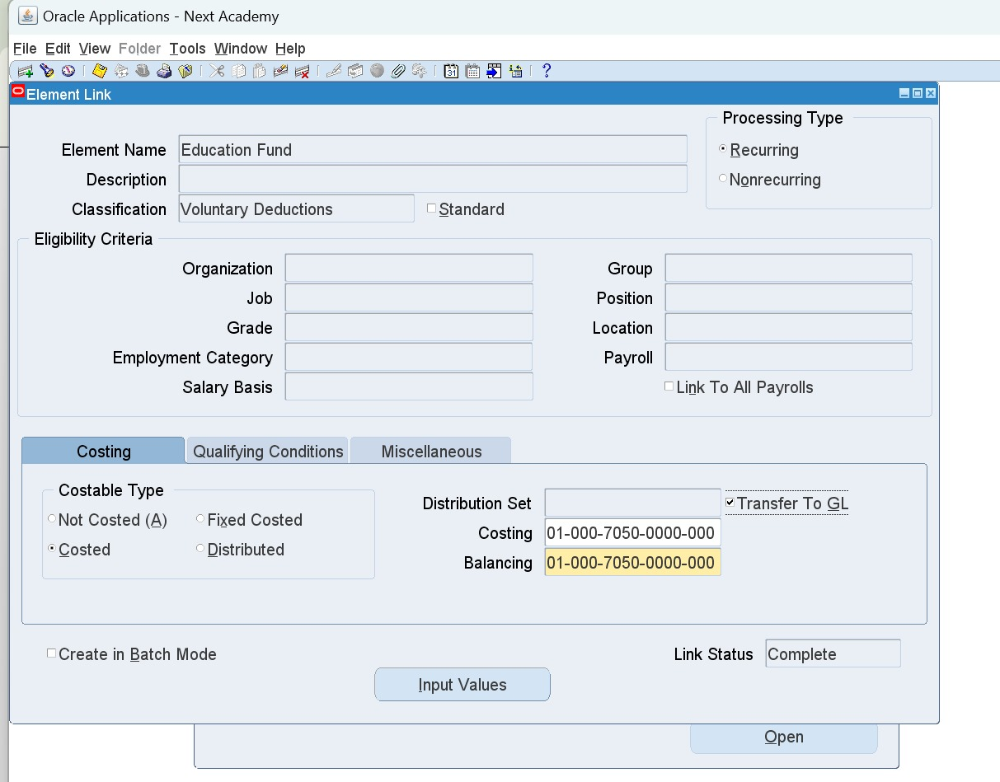 Oracle Applications - Next Academy
File Edit View Folder Tools Window Help
Element Link
Processing Type
Element Name Education Fund
Recurring
Description
Nonrecurring
Classification Voluntary Deductions Standard
Eligibility Criteria
Organization Group
Job Position
Grade Location
Employment Category Payroll
Salary Basis Link To All Payrolls
Costing Qualifying Conditions Miscellaneous
Costable Type
Distribution Set Transfer To GL
Not Costed (A) Fixed Costed
Costing 01-000-7050-0000-000
Costed Distributed
Balancing 01-000-7050-0000-000
Create in Batch Mode Link Status Complete
Input Values
Open